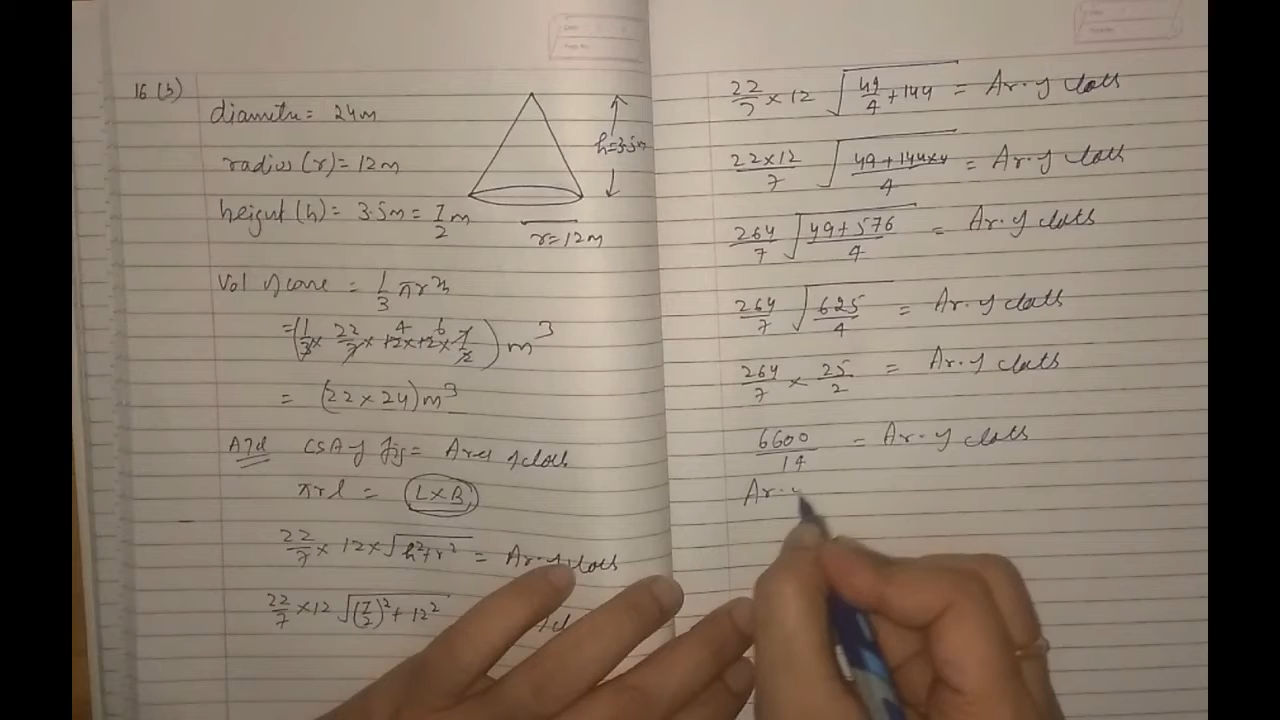 16 (b)
diameter = 24m
radius (r) = 12m
height (h) = 3.5m = 7/2 m
h = 3.5m
r = 12m
Vol of cone = 1/3 πr²h
= (1/3 × 22/7 × 12 × 12 × 7/2) m³
4 6
= (22 × 24) m³
CSA of fig = Area of cloth
πrl = L × B
22/7 × 12 × √h²+r² = Ar. of cloth
22/7 × 12 √(7/2)² + 12²
22/7 × 12 √49/4 + 144 = Ar. of cloth
22×12/7 √49 + 144×4/4 = Ar. of cloth
264/7 √49 + 576/4 = Ar. of cloth
264/7 √625/4 = Ar. of cloth
264/7 × 25/2 = Ar. of cloth
6600/14 = Ar. of cloth
Ar.